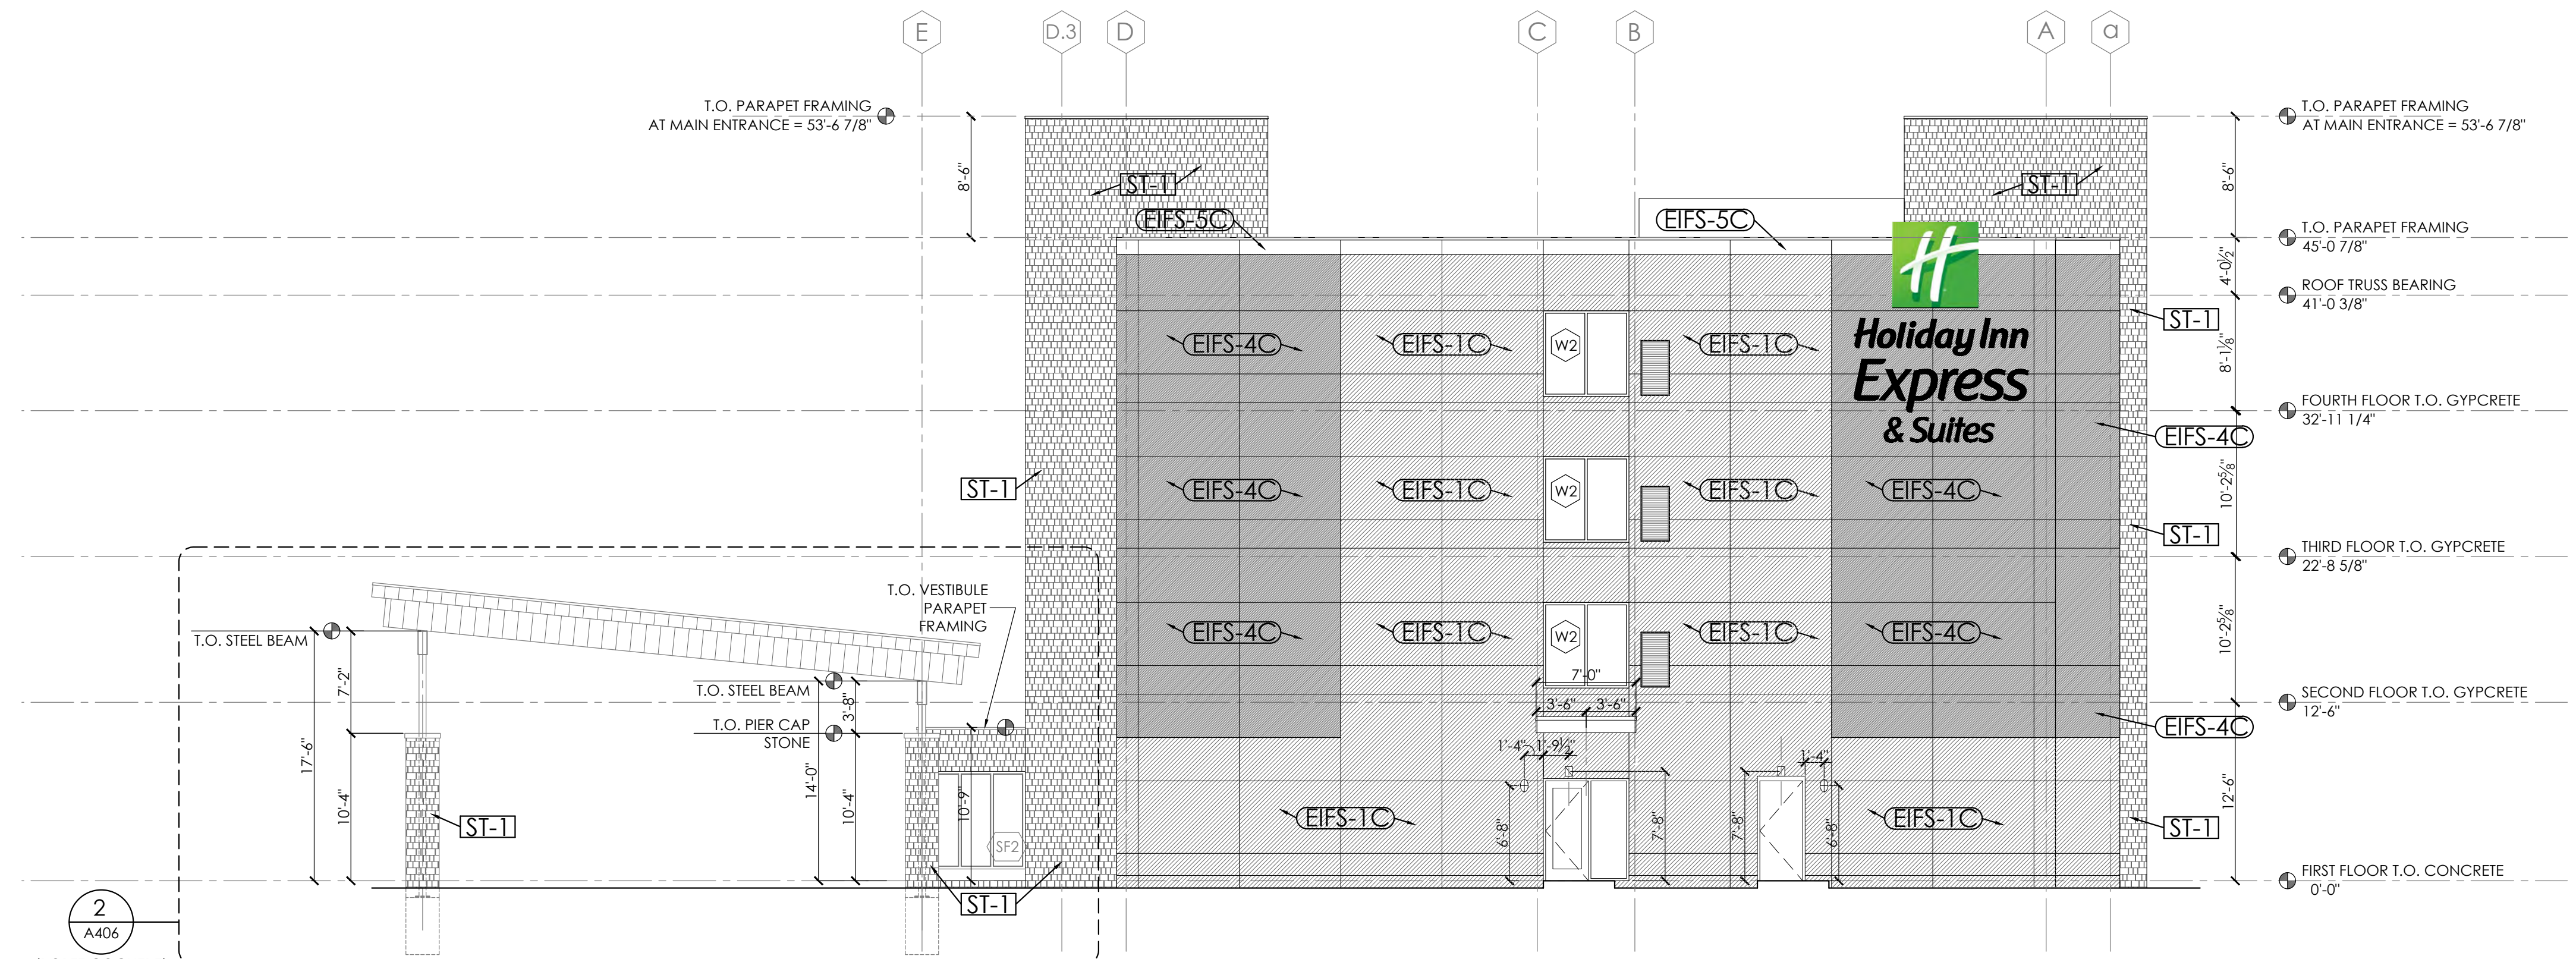 E
D.3
D
C
B
A
a
T.O. PARAPET FRAMING
AT MAIN ENTRANCE = 53'-6 7/8"
T.O. PARAPET FRAMING
AT MAIN ENTRANCE = 53'-6 7/8"
8'-6"
8'-6"
ST-1
ST-1
EIFS-5C
EIFS-5C
T.O. PARAPET FRAMING
45'-0 7/8"
4'-0½"
ROOF TRUSS BEARING
41'-0 3/8"
H
Holiday Inn
Express
& Suites
ST-1
EIFS-4C
EIFS-1C
W2
EIFS-1C
8'-1⅛"
FOURTH FLOOR T.O. GYPCRETE
32'-11 1/4"
EIFS-4C
ST-1
EIFS-4C
EIFS-1C
W2
EIFS-1C
EIFS-4C
10'-2⅝"
ST-1
THIRD FLOOR T.O. GYPCRETE
22'-8 5/8"
T.O. VESTIBULE
PARAPET
FRAMING
T.O. STEEL BEAM
EIFS-4C
EIFS-1C
W2
EIFS-1C
EIFS-4C
10'-2⅝"
7'-2"
T.O. STEEL BEAM
3'-8"
7'-0"
3'-6"
3'-6"
SECOND FLOOR T.O. GYPCRETE
12'-6"
T.O. PIER CAP
STONE
EIFS-4C
17'-6"
10'-4"
14'-0"
10'-4"
10'-9"
1'-4"
1'-9½"
1'-4"
ST-1
SF2
EIFS-1C
6'-8"
7'-8"
7'-8"
6'-8"
EIFS-1C
12'-6"
ST-1
ST-1
FIRST FLOOR T.O. CONCRETE
0'-0"
2
A406